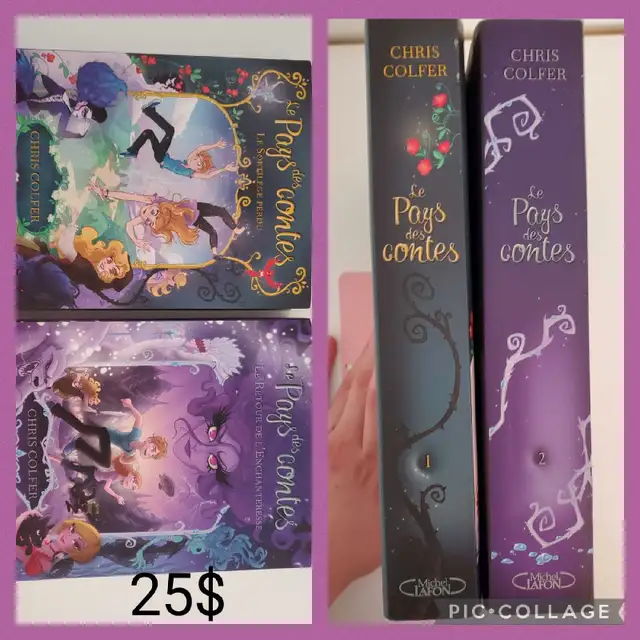 Le Pays
des contes
LE SORTILÈGE PERDU
CHRIS COLFER
Le Pays
des contes
LE RETOUR DE L'ENCHANTERESSE
CHRIS COLFER
25$
CHRIS
COLFER
Le
Pays
des
contes
1
Michel
LAFON
CHRIS
COLFER
Le
Pays
des
contes
2
Michel
LAFON
PIC•COLLAGE